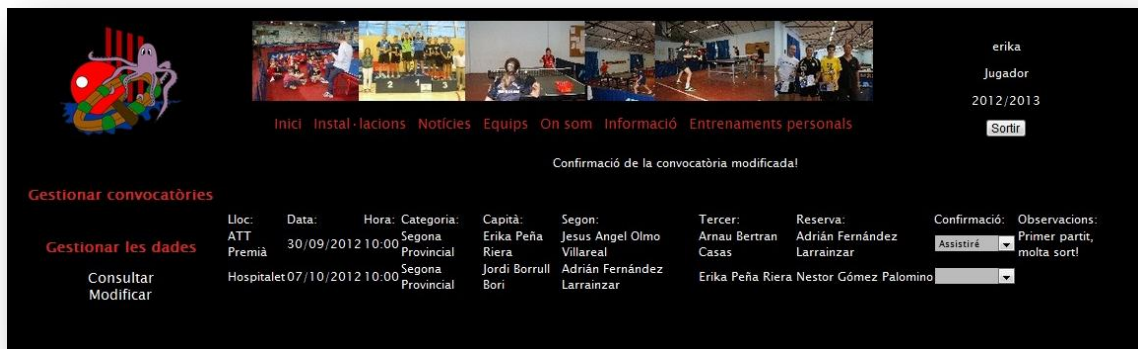 erika
Jugador
2012/2013
Sortir
Inici Instal·lacions Notícies Equips On som Informació Entrenaments personals
Confirmació de la convocatòria modificada!
Gestionar convocatòries
Gestionar les dades
Consultar
Modificar
Lloc: Data: Hora: Categoria: Capità: Segon: Tercer: Reserva: Confirmació: Observacions:
ATT Segona Erika Peña Jesus Angel Olmo Arnau Bertran Adrián Fernández Primer partit,
30/09/2012 10:00 Assistiré
Premià Provincial Riera Villareal Casas Larrainzar molta sort!
Segona Jordi Borrull Adrián Fernández
Hospitalet 07/10/2012 10:00 Erika Peña Riera Nestor Gómez Palomino
Provincial Bori Larrainzar